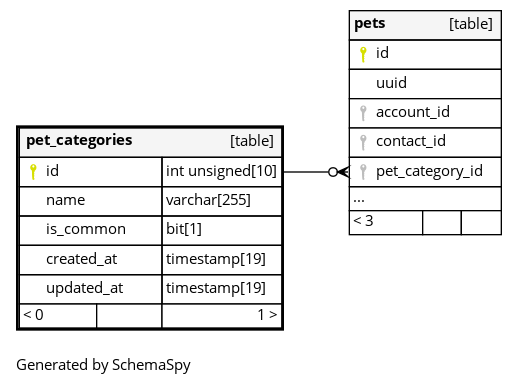 pets [table]
id
uuid
account_id
contact_id
pet_category_id
...
< 3
pet_categories [table]
id int unsigned[10]
name varchar[255]
is_common bit[1]
created_at timestamp[19]
updated_at timestamp[19]
< 0 1 >
Generated by SchemaSpy